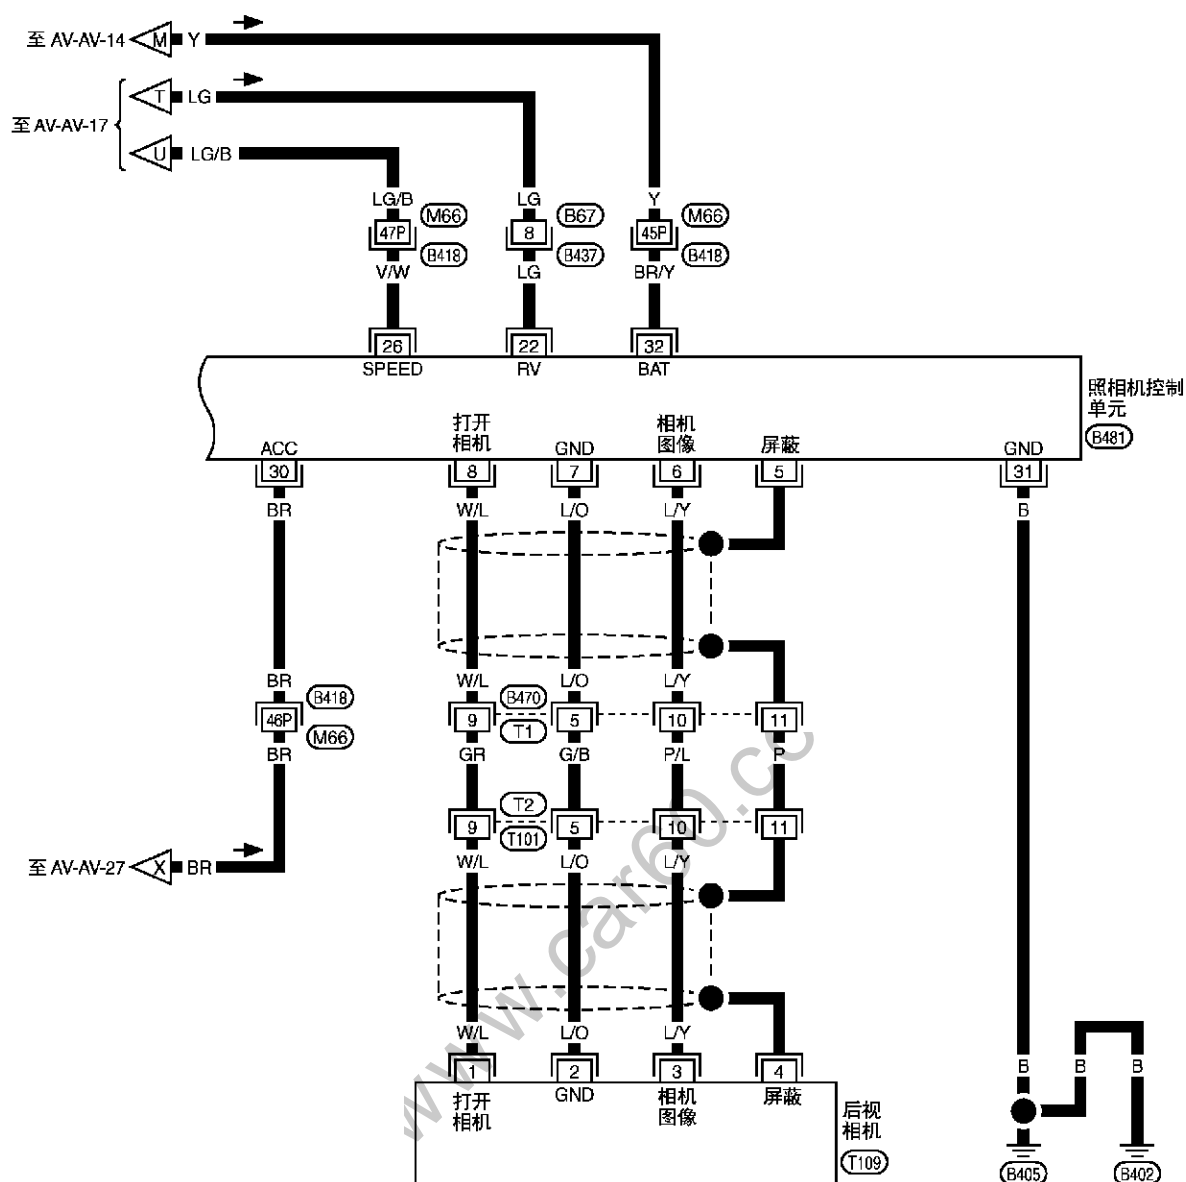 至 AV-AV-14 M Y
T LG
至 AV-AV-17
U LG/B
LG/B LG Y
M66 B67 M66
47P 8 45P
B418 B437 B418
V/W LG BR/Y
26 22 32
SPEED RV BAT
照相机控制
单元
B481
打开
相机
相机
图像
ACC GND 屏蔽 GND
30 8 7 6 5 31
BR W/L L/O L/Y B
BR W/L L/O L/Y
B418 B470
46P 9 5 10 11
M66 T1
BR GR G/B P/L P
T2
9 5 10 11
T101
至 AV-AV-27 X BR
W/L L/O L/Y
www.car60.cc
W/L L/O L/Y
B B B
1 2 3 4
打开
相机
GND
相机
图像
屏蔽
后视
相机
T109
B405 B402